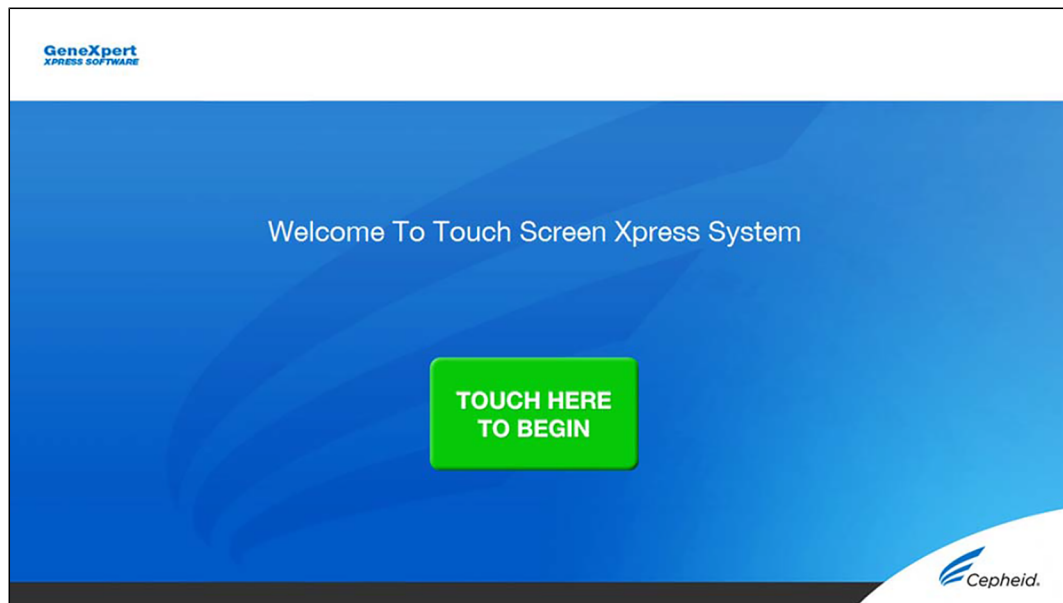 GeneXpert
XPRESS SOFTWARE
Welcome To Touch Screen Xpress System
TOUCH HERE
TO BEGIN
Cepheid.